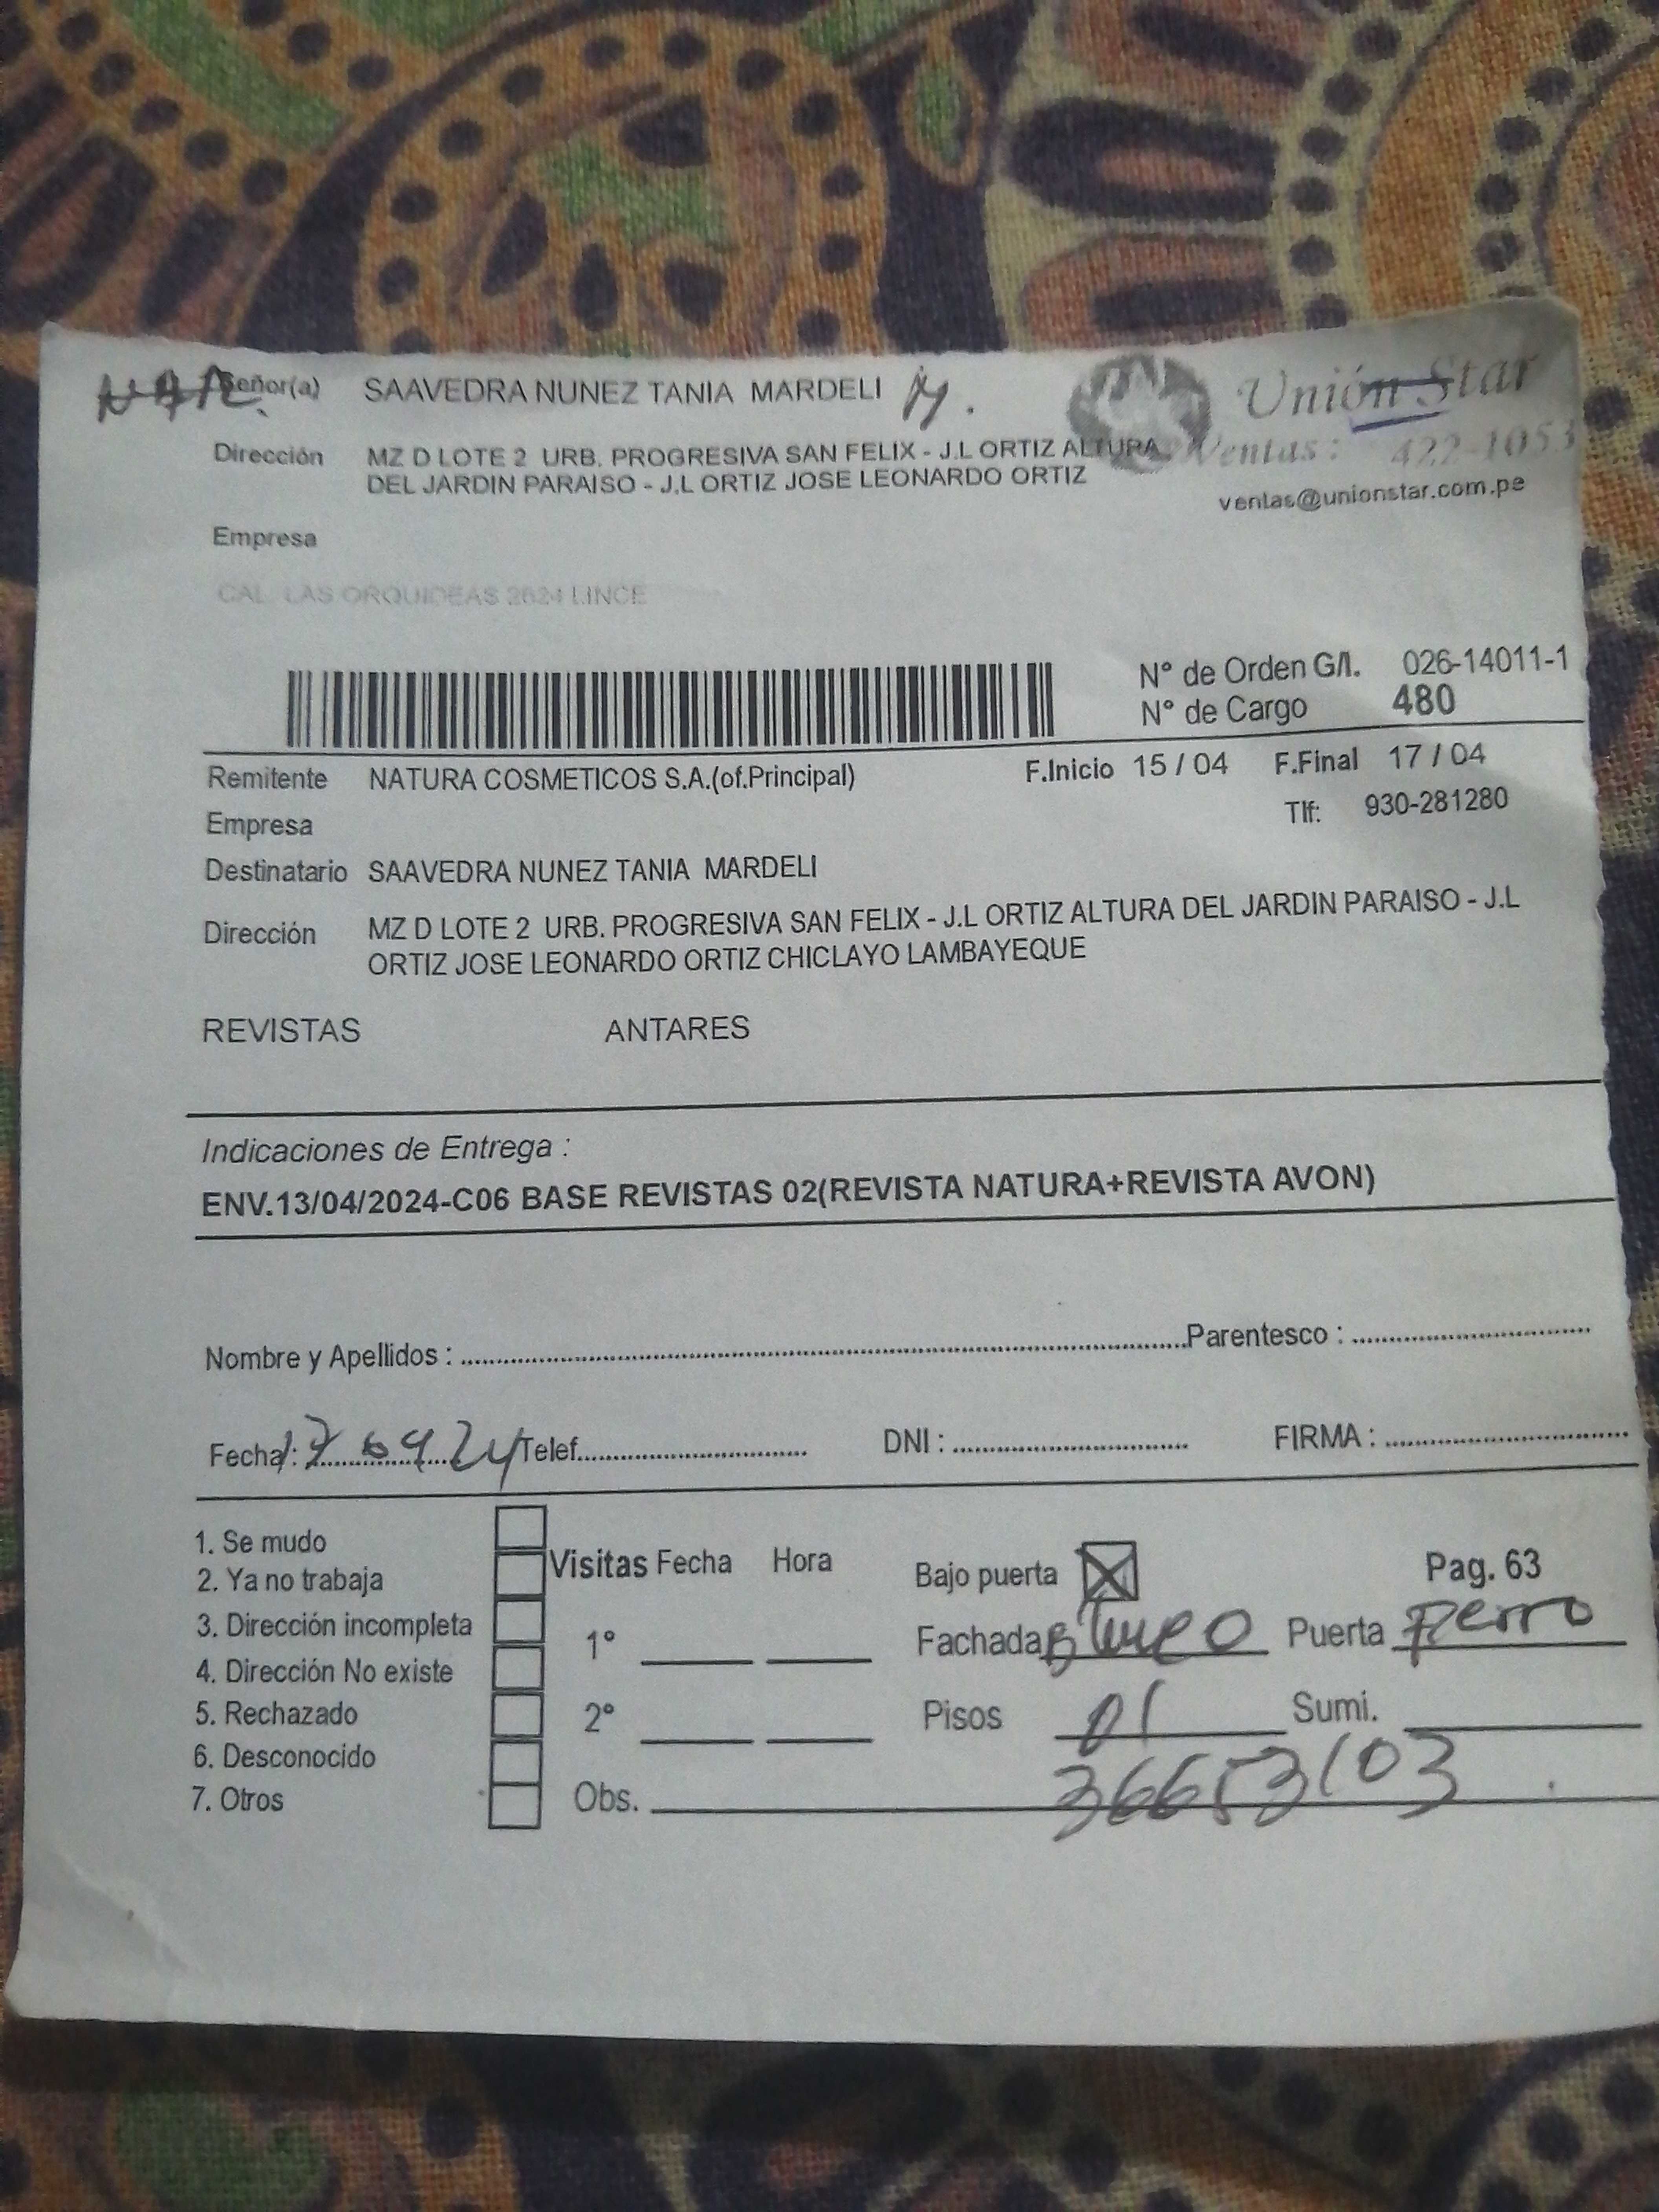 Señor(a) SAAVEDRA NUNEZ TANIA MARDELI
Unión Star
Ventas: 422-1053
ventas@unionstar.com.pe
Dirección MZ D LOTE 2 URB. PROGRESIVA SAN FELIX - J.L ORTIZ ALTURA
DEL JARDIN PARAISO - J.L ORTIZ JOSE LEONARDO ORTIZ
Empresa
CAL. LAS ORQUIDEAS 2624 LINCE
N° de Orden G/I. 026-14011-1
N° de Cargo 480
Remitente NATURA COSMETICOS S.A.(of.Principal) F.Inicio 15 / 04 F.Final 17 / 04
Empresa Tlf: 930-281280
Destinatario SAAVEDRA NUNEZ TANIA MARDELI
Dirección MZ D LOTE 2 URB. PROGRESIVA SAN FELIX - J.L ORTIZ ALTURA DEL JARDIN PARAISO - J.L
ORTIZ JOSE LEONARDO ORTIZ CHICLAYO LAMBAYEQUE
REVISTAS ANTARES
Indicaciones de Entrega :
ENV.13/04/2024-C06 BASE REVISTAS 02(REVISTA NATURA+REVISTA AVON)
Nombre y Apellidos : Parentesco :
Fecha: 17 04 24 Telef. DNI : FIRMA :
1. Se mudo
2. Ya no trabaja
3. Dirección incompleta
4. Dirección No existe
5. Rechazado
6. Desconocido
7. Otros
Visitas Fecha Hora
1°
2°
Obs.
Bajo puerta X Pag. 63
Fachada Puerta Fierro
Pisos 01 Sumi.
36653103